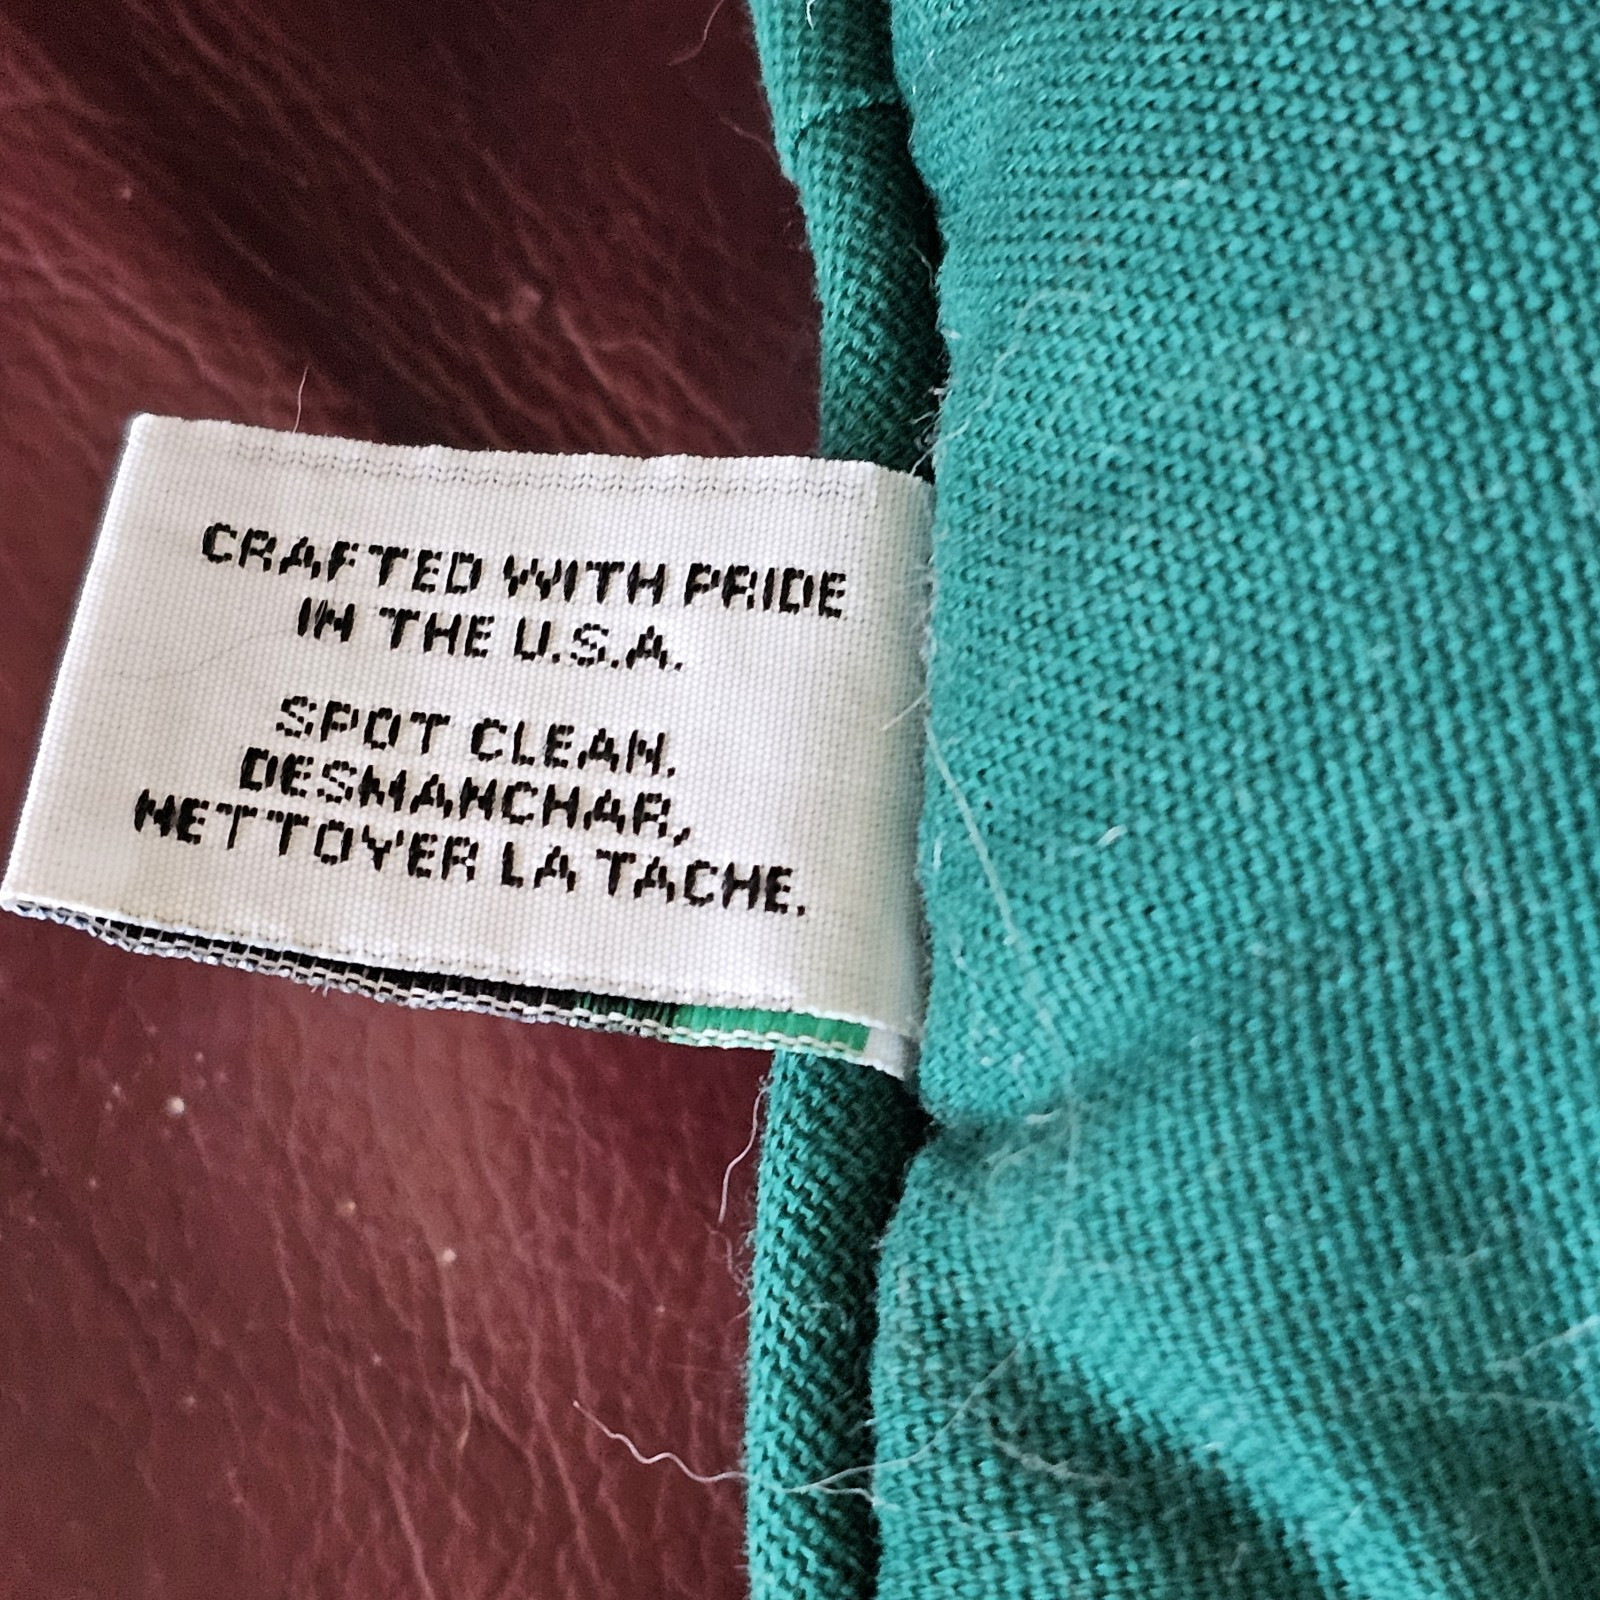 CRAFTED WITH PRIDE
IN THE U.S.A.
SPOT CLEAN.
DESMANCHAR,
NETTOYER LA TACHE.